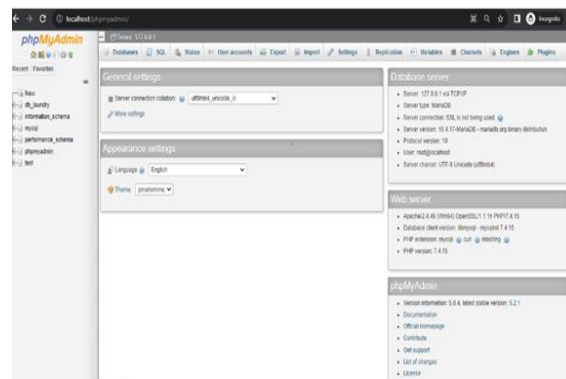 localhost/phpmyadmin/
Incognito
phpMyAdmin
Recent Favorites
New
db_laundry
information_schema
mysql
performance_schema
phpmyadmin
test
Server: 127.0.0.1
Databases SQL Status User accounts Export Import Settings Replication Variables Charsets Engines Plugins
General settings
Server connection collation: utf8mb4_unicode_ci
More settings
Appearance settings
Language English
Theme pmahomme
Database server
Server: 127.0.0.1 via TCP/IP
Server type: MariaDB
Server connection: SSL is not being used
Server version: 10.4.17-MariaDB - mariadb.org binary distribution
Protocol version: 10
User: root@localhost
Server charset: UTF-8 Unicode (utf8mb4)
Web server
Apache/2.4.46 (Win64) OpenSSL/1.1.1h PHP/7.4.15
Database client version: libmysql - mysqlnd 7.4.15
PHP extension: mysqli curl mbstring
PHP version: 7.4.15
phpMyAdmin
Version information: 5.0.4, latest stable version: 5.2.1
Documentation
Official Homepage
Contribute
Get support
List of changes
License